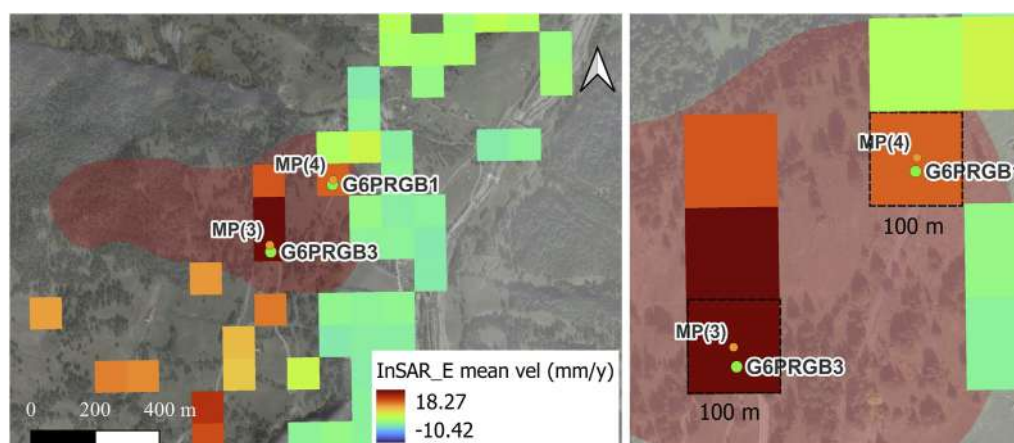 MP(4)
G6PRGB1
MP(3)
G6PRGB3
InSAR_E mean vel (mm/y)
18.27
-10.42
0 200 400 m
MP(4)
G6PRGB1
100 m
MP(3)
G6PRGB3
100 m